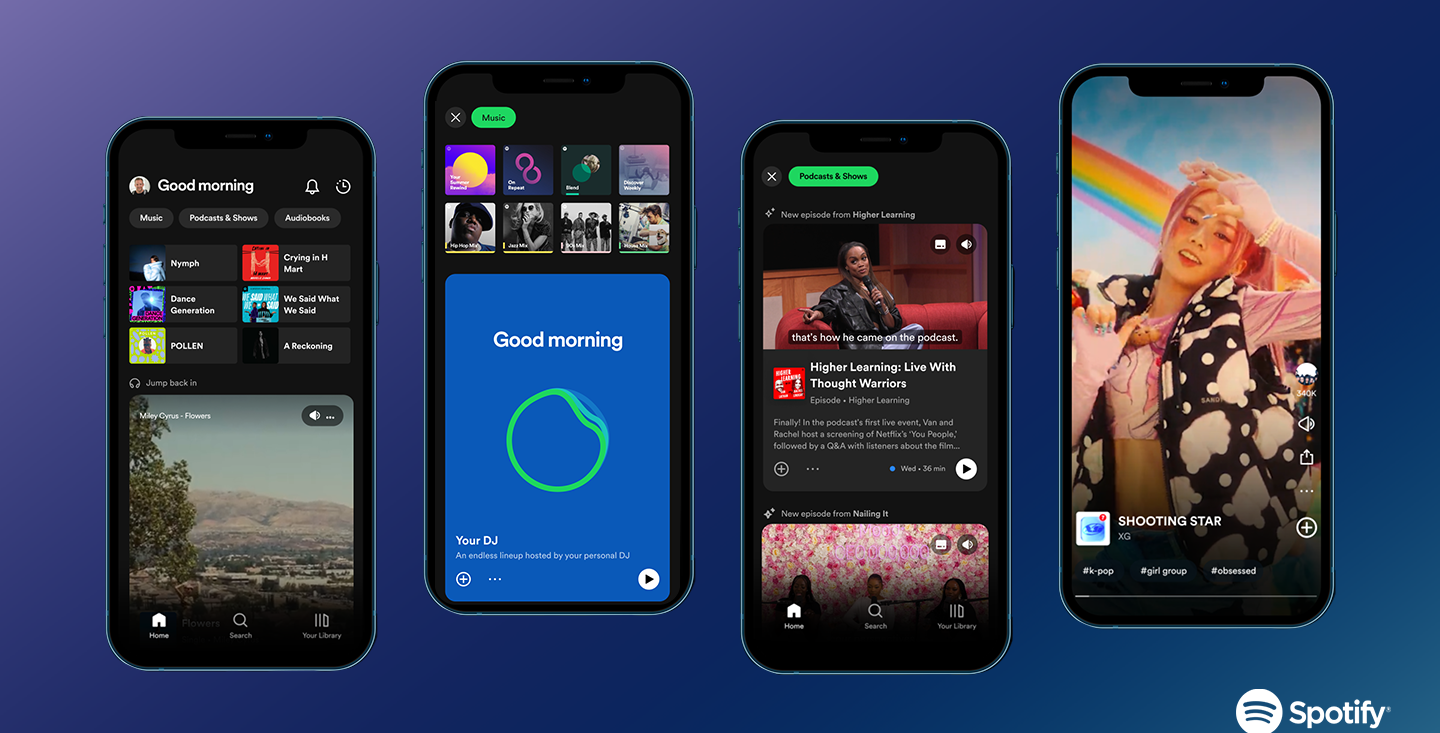 Good morning
Music
Podcasts & Shows
Audiobooks
Nymph
Crying in H
Mart
Dance
Generation
We Said What
We Said
POLLEN
A Reckoning
Jump back in
Miley Cyrus - Flowers
Flowers
Home
Search
Your Library
Music
Your
Summer
Rewind
On
Repeat
Blend
Discover
Weekly
Hip Hop Mix
Jazz Mix
House Mix
Good morning
Your DJ
An endless lineup hosted by your personal DJ
Podcasts & Shows
New episode from Higher Learning
that's how he came on the podcast.
HIGHER
LEARNING
Higher Learning: Live With
Thought Warriors
Episode • Higher Learning
Finally! In the podcast's first live event, Van and
Rachel host a screening of Netflix's 'You People,'
followed by a Q&A with listeners about the film...
Wed • 36 min
New episode from Nailing It
Home
Search
Your Library
340K
SHOOTING STAR
XG
#k-pop
#girl group
#obsessed
Spotify®